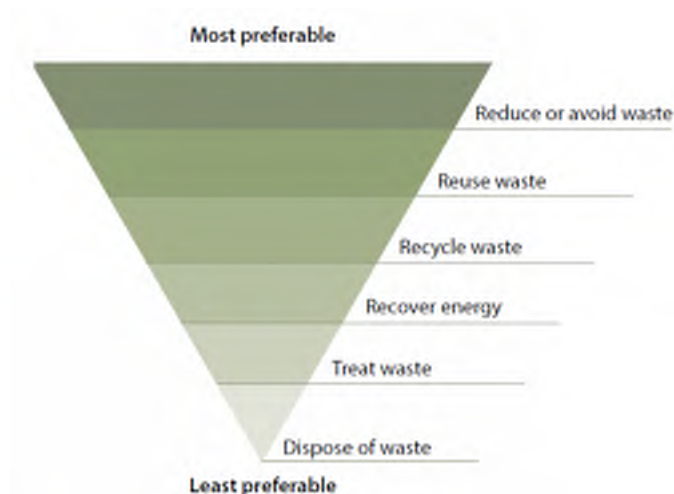 Most preferable
Reduce or avoid waste
Reuse waste
Recycle waste
Recover energy
Treat waste
Dispose of waste
Least preferable